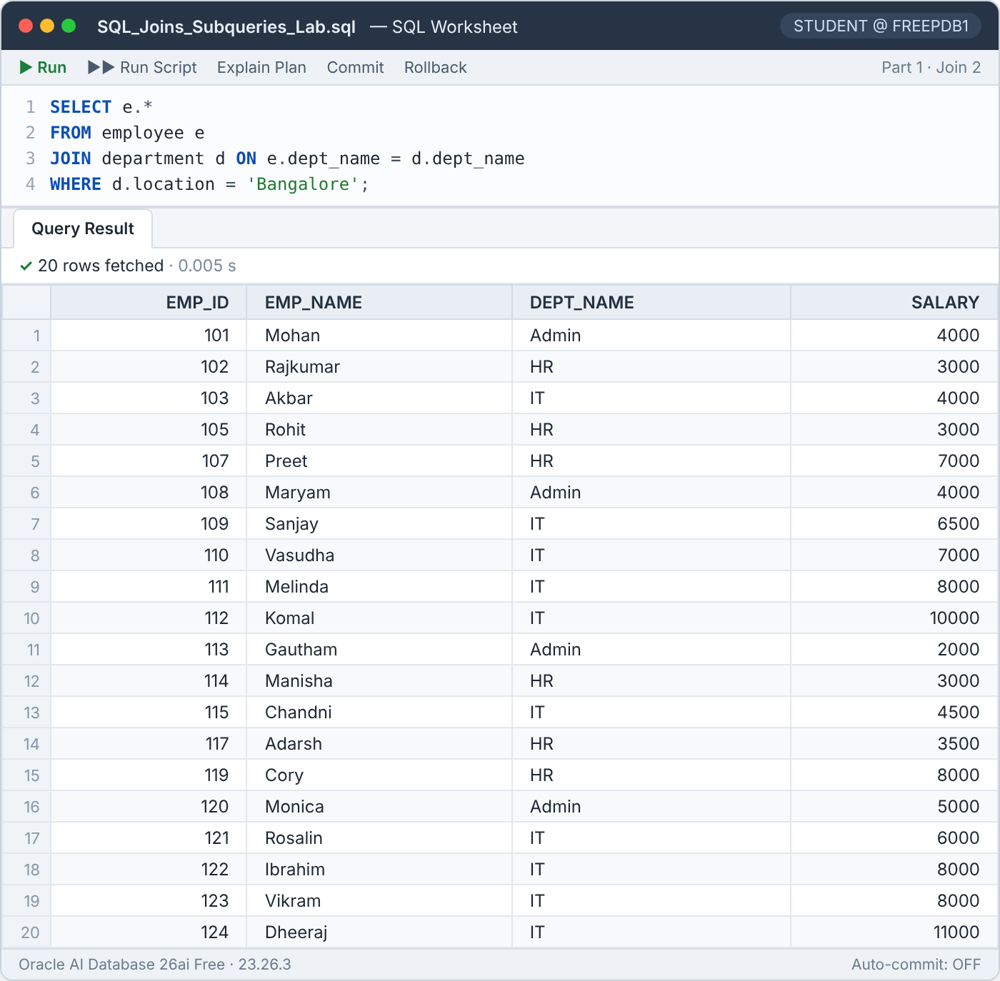 SQL_Joins_Subqueries_Lab.sql — SQL Worksheet STUDENT @ FREEPDB1
Run Run Script Explain Plan Commit Rollback Part 1 · Join 2
1 SELECT e.*
2 FROM employee e
3 JOIN department d ON e.dept_name = d.dept_name
4 WHERE d.location = 'Bangalore';
Query Result
✓ 20 rows fetched · 0.005 s
EMP_ID EMP_NAME DEPT_NAME SALARY
1 101 Mohan Admin 4000
2 102 Rajkumar HR 3000
3 103 Akbar IT 4000
4 105 Rohit HR 3000
5 107 Preet HR 7000
6 108 Maryam Admin 4000
7 109 Sanjay IT 6500
8 110 Vasudha IT 7000
9 111 Melinda IT 8000
10 112 Komal IT 10000
11 113 Gautham Admin 2000
12 114 Manisha HR 3000
13 115 Chandni IT 4500
14 117 Adarsh HR 3500
15 119 Cory HR 8000
16 120 Monica Admin 5000
17 121 Rosalin IT 6000
18 122 Ibrahim IT 8000
19 123 Vikram IT 8000
20 124 Dheeraj IT 11000
Oracle AI Database 26ai Free · 23.26.3 Auto-commit: OFF